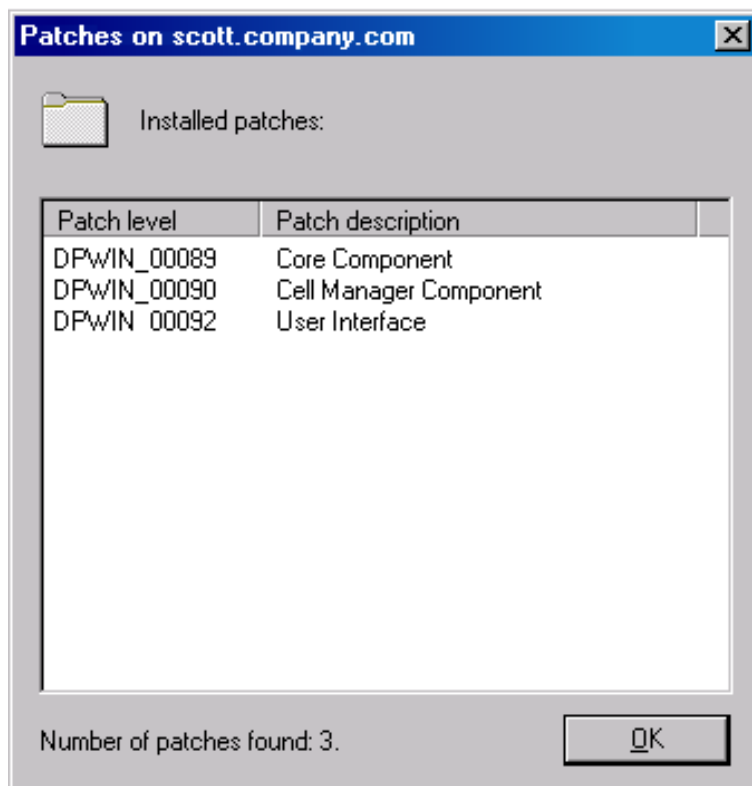 Patches on scott.company.com
Installed patches:
Patch level Patch description
DPWIN_00089 Core Component
DPWIN_00090 Cell Manager Component
DPWIN_00092 User Interface
Number of patches found: 3.
OK